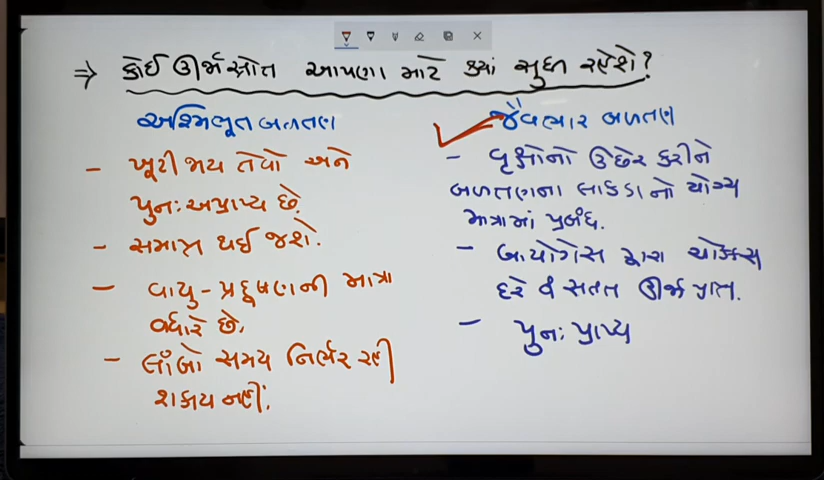 ⇒ કોઈ ઊર્જાસ્ત્રોત આપણા માટે ક્યાં સુધી રહેશે?
અશ્મિભૂત બળતણ
- ખૂટી જાય તેવો અને
પુનઃઅપ્રાપ્ય છે.
- સમાપ્ત થઈ જશે.
- વાયુ-પ્રદૂષણની માત્રા
વધારે છે.
- લાંબો સમય નિર્ભર રહી
શકાય નહીં.
જૈવભાર બળતણ
- વૃક્ષોનો ઉછેર કરીને
બળતણના લાકડાનો યોગ્ય
માત્રામાં પ્રબંધ.
- બાયોગેસ દ્વારા ચોક્કસ
દરે સતત ઊર્જા પ્રાપ્ત.
- પુનઃ પ્રાપ્ય